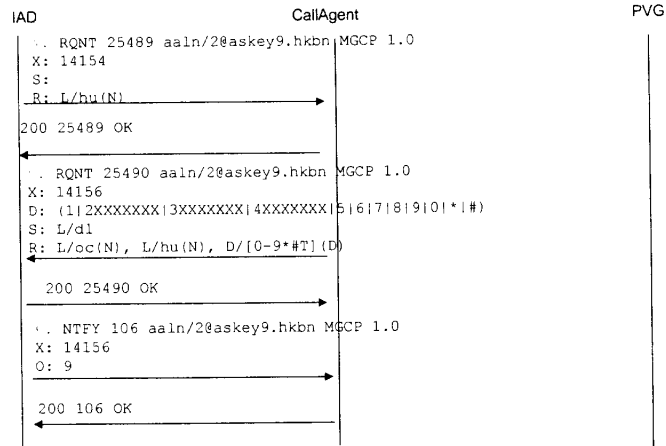 IAD CallAgent PVG
RQNT 25489 aaln/2@askey9.hkbn MGCP 1.0
X: 14154
S:
R: L/hu(N)
200 25489 OK
RQNT 25490 aaln/2@askey9.hkbn MGCP 1.0
X: 14156
D: (1|2XXXXXXX|3XXXXXXX|4XXXXXXX|5|6|7|8|9|0|*|#)
S: L/dl
R: L/oc(N), L/hu(N), D/[0-9*#T](D)
200 25490 OK
NTFY 106 aaln/2@askey9.hkbn MGCP 1.0
X: 14156
O: 9
200 106 OK